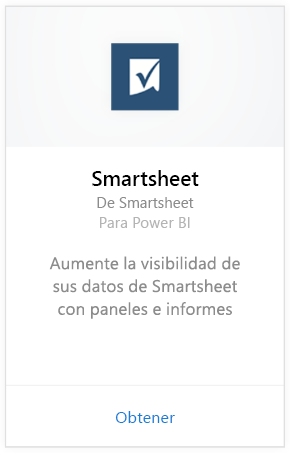 Smartsheet
De Smartsheet
Para Power BI
Aumente la visibilidad de
sus datos de Smartsheet
con paneles e informes
Obtener